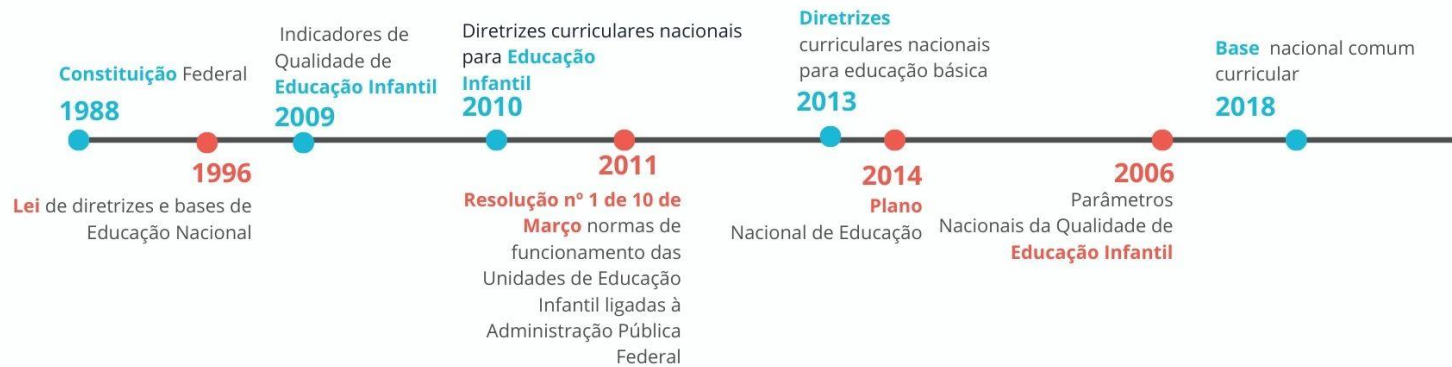 Constituição Federal
1988
1996
Lei de diretrizes e bases de
Educação Nacional
Indicadores de
Qualidade de
Educação Infantil
2009
Diretrizes curriculares nacionais
para Educação
Infantil
2010
2011
Resolução nº 1 de 10 de
Março normas de
funcionamento das
Unidades de Educação
Infantil ligadas à
Administração Pública
Federal
Diretrizes
curriculares nacionais
para educação básica
2013
2014
Plano
Nacional de Educação
2006
Parâmetros
Nacionais da Qualidade de
Educação Infantil
Base nacional comum
curricular
2018